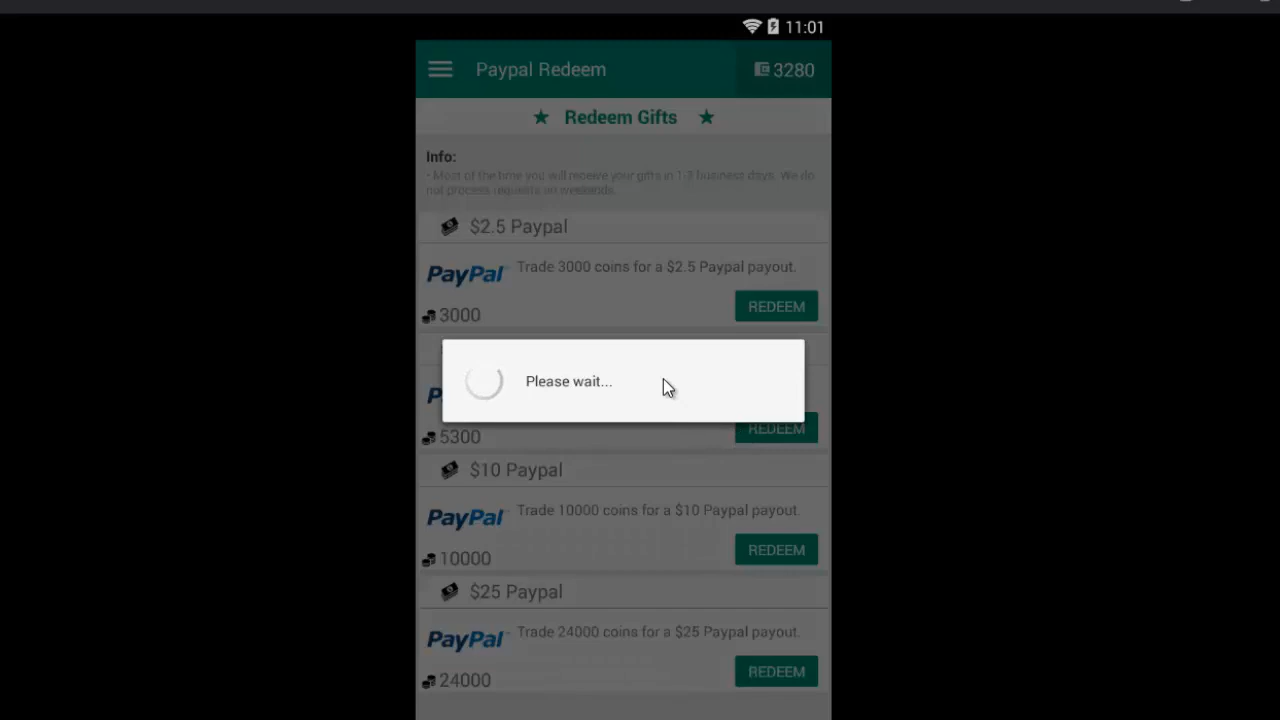 11:01
Paypal Redeem
3280
★ Redeem Gifts ★
Info:
• Most of the time you will receive your gifts in 1-3 business days. We do
not process requests on weekends.
$2.5 Paypal
PayPal
Trade 3000 coins for a $2.5 Paypal payout.
REDEEM
3000
Please wait...
REDEEM
5300
$10 Paypal
PayPal
Trade 10000 coins for a $10 Paypal payout.
REDEEM
10000
$25 Paypal
PayPal
Trade 24000 coins for a $25 Paypal payout.
REDEEM
24000